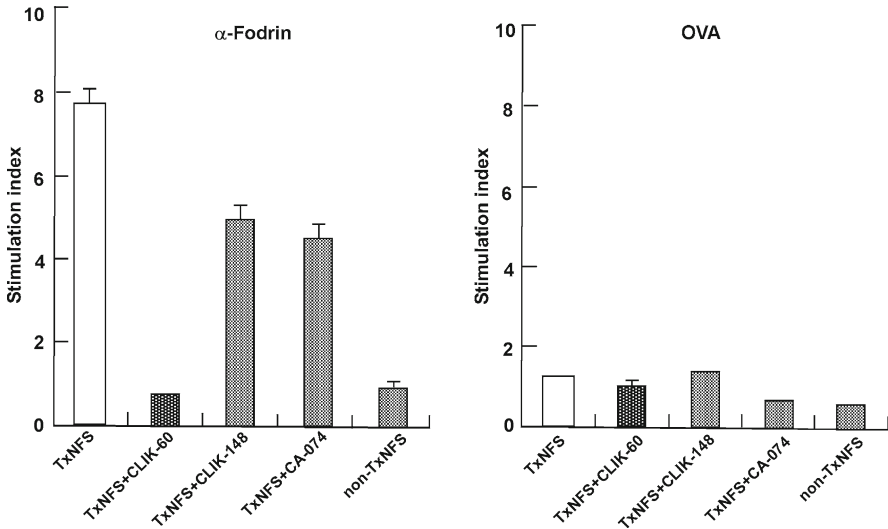 α-Fodrin
Stimulation index
10
8
6
4
2
0
TxNFS
TxNFS+CLIK-60
TxNFS+CLIK-148
TxNFS+CA-074
non-TxNFS
OVA
Stimulation index
10
8
6
4
2
0
TxNFS
TxNFS+CLIK-60
TxNFS+CLIK-148
TxNFS+CA-074
non-TxNFS